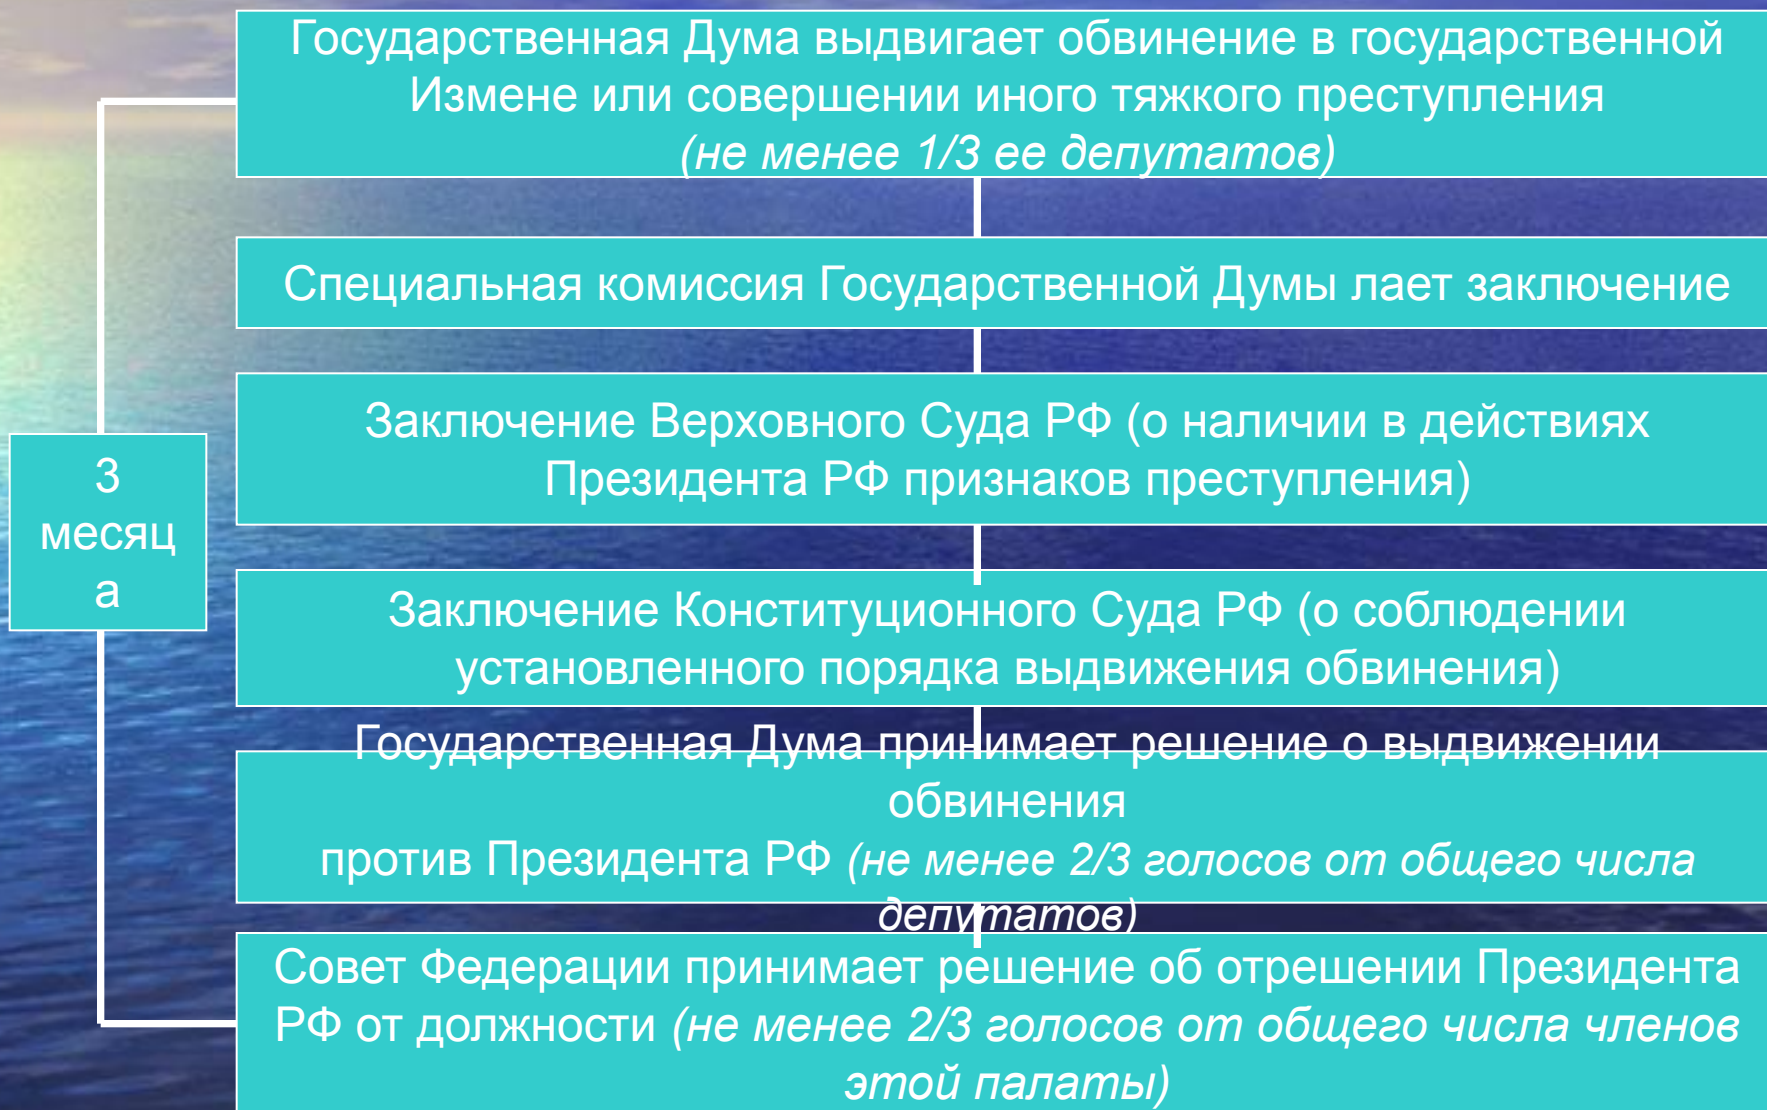 Государственная Дума выдвигает обвинение в государственной
Измене или совершении иного тяжкого преступления
(не менее 1/3 ее депутатов)
Специальная комиссия Государственной Думы лает заключение
Заключение Верховного Суда РФ (о наличии в действиях
Президента РФ признаков преступления)
3
месяц
а
Заключение Конституционного Суда РФ (о соблюдении
установленного порядка выдвижения обвинения)
Государственная Дума принимает решение о выдвижении
обвинения
против Президента РФ (не менее 2/3 голосов от общего числа
депутатов)
Совет Федерации принимает решение об отрешении Президента
РФ от должности (не менее 2/3 голосов от общего числа членов
этой палаты)